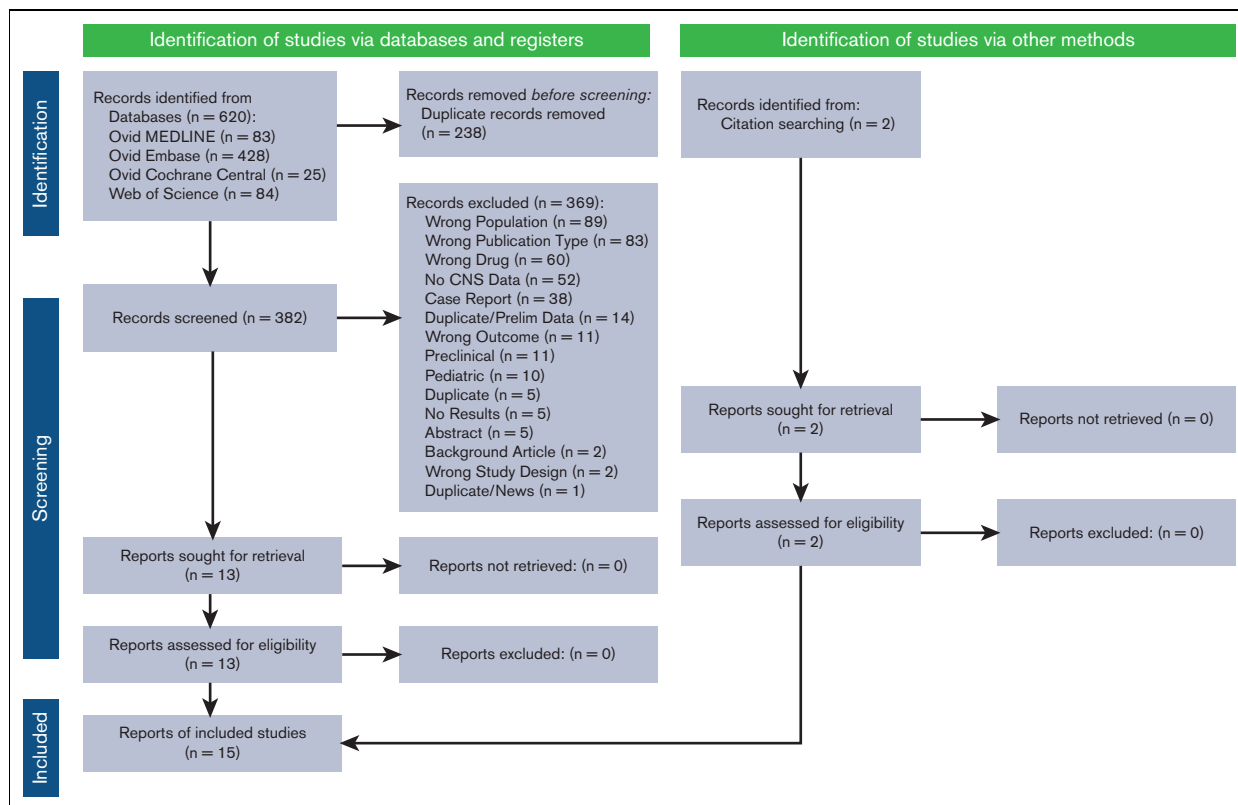 Identification of studies via databases and registers
Identification of studies via other methods
Identification
Records identified from
Databases (n = 620):
Ovid MEDLINE (n = 83)
Ovid Embase (n = 428)
Ovid Cochrane Central (n = 25)
Web of Science (n = 84)
Records removed before screening:
Duplicate records removed
(n = 238)
Records identified from:
Citation searching (n = 2)
Screening
Records screened (n = 382)
Records excluded (n = 369):
Wrong Population (n = 89)
Wrong Publication Type (n = 83)
Wrong Drug (n = 60)
No CNS Data (n = 52)
Case Report (n = 38)
Duplicate/Prelim Data (n = 14)
Wrong Outcome (n = 11)
Preclinical (n = 11)
Pediatric (n = 10)
Duplicate (n = 5)
No Results (n = 5)
Abstract (n = 5)
Background Article (n = 2)
Wrong Study Design (n = 2)
Duplicate/News (n = 1)
Reports sought for retrieval
(n = 2)
Reports not retrieved (n = 0)
Reports assessed for eligibility
(n = 2)
Reports excluded: (n = 0)
Reports sought for retrieval
(n = 13)
Reports not retrieved: (n = 0)
Reports assessed for eligibility
(n = 13)
Reports excluded: (n = 0)
Included
Reports of included studies
(n = 15)